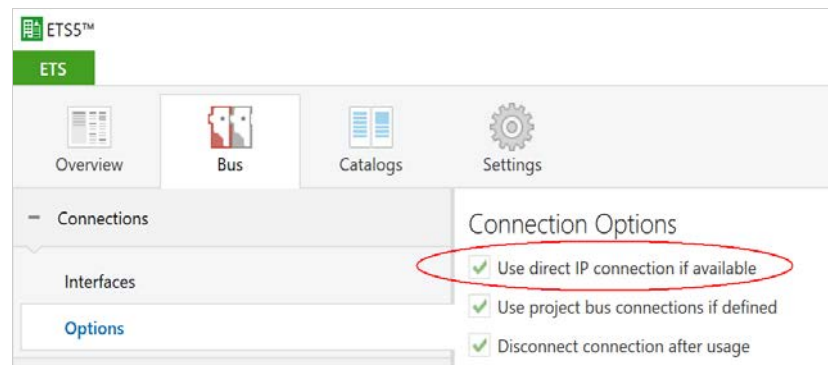 ETS5™
ETS
Overview Bus Catalogs Settings
Connections
Interfaces
Options
Connection Options
Use direct IP connection if available
Use project bus connections if defined
Disconnect connection after usage